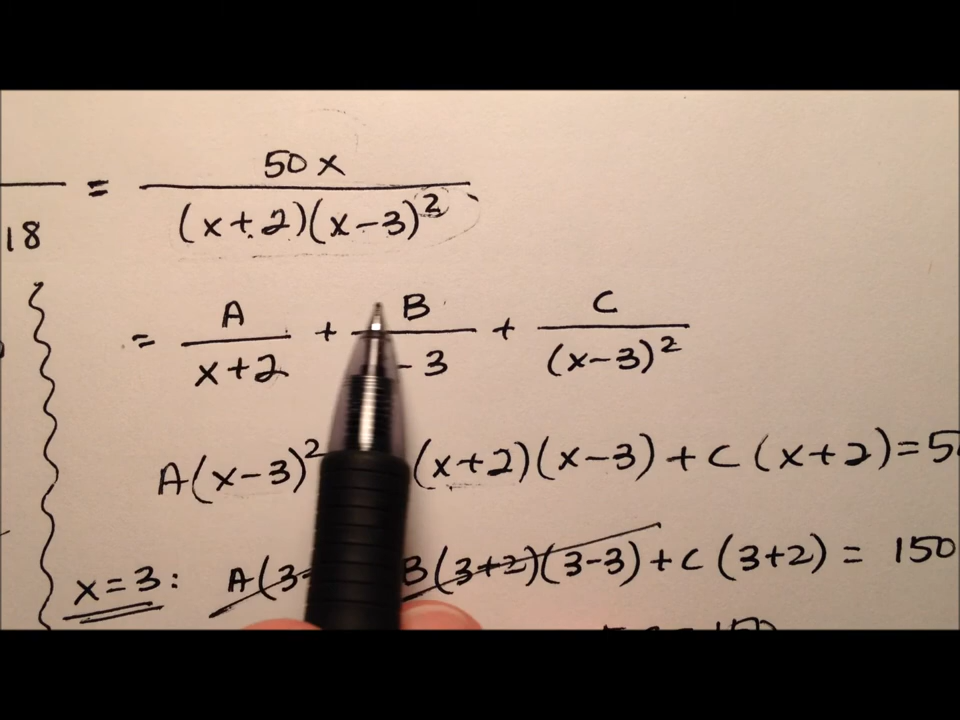 = 50x / (x+2)(x-3)²
18
= A / x+2 + B / -3 + C / (x-3)²
A(x-3)² (x+2)(x-3) + C(x+2) = 5
x=3: A(3- B(3+2)(3-3) + C(3+2) = 150